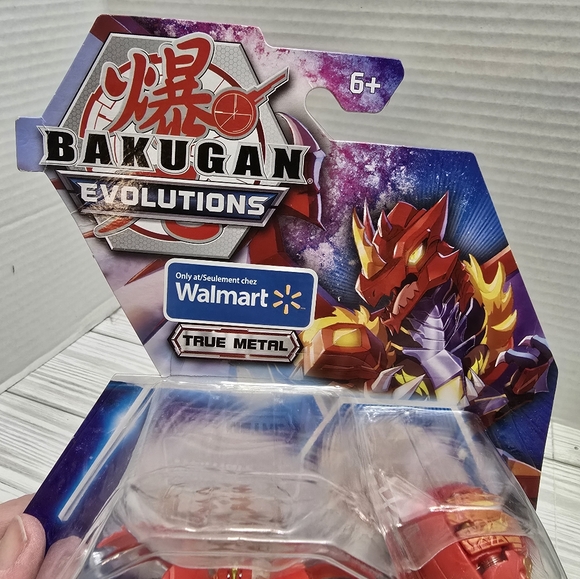 爆
BAKUGAN
EVOLUTIONS
6+
Only at/Seulement chez
Walmart
TRUE METAL